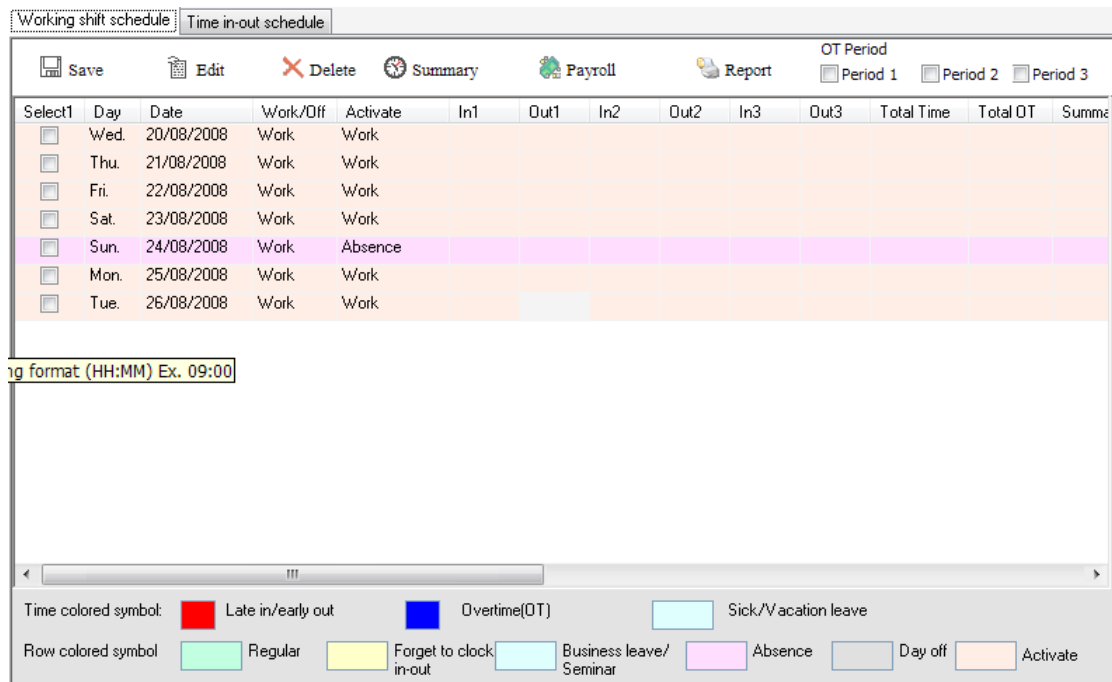 Working shift schedule Time in-out schedule
OT Period
Save Edit Delete Summary Payroll Report Period 1 Period 2 Period 3
Select1 Day Date Work/Off Activate In1 Out1 In2 Out2 In3 Out3 Total Time Total OT Summa
Wed. 20/08/2008 Work Work
Thu. 21/08/2008 Work Work
Fri. 22/08/2008 Work Work
Sat. 23/08/2008 Work Work
Sun. 24/08/2008 Work Absence
Mon. 25/08/2008 Work Work
Tue. 26/08/2008 Work Work
ng format (HH:MM) Ex. 09:00
Time colored symbol: Late in/early out Overtime(OT) Sick/Vacation leave
Row colored symbol Regular Forget to clock Business leave/ Absence Day off Activate
in-out Seminar